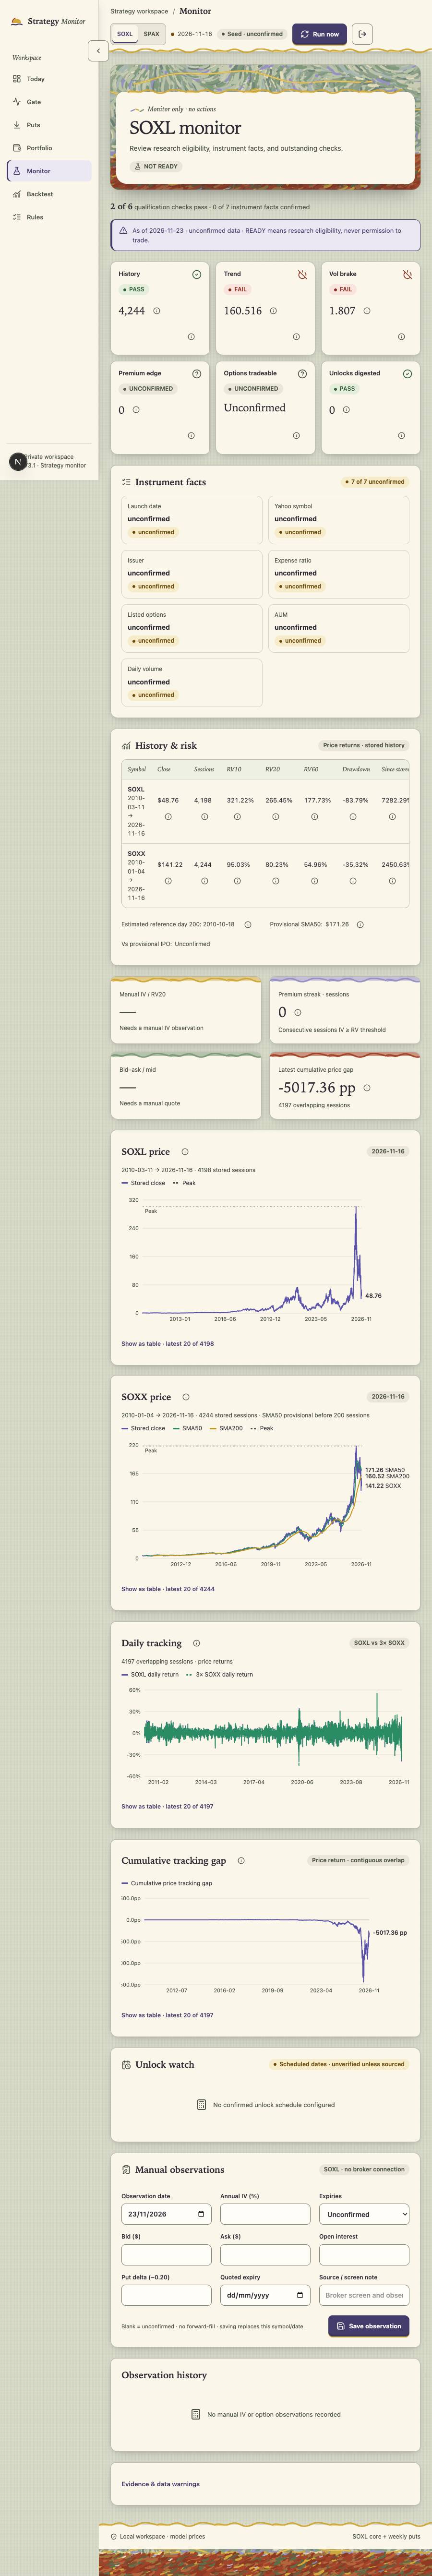 Strategy Monitor
Workspace
Today
Gate
Puts
Portfolio
Monitor
Backtest
Rules
N
rivate workspace
3.1 · Strategy monitor
Strategy workspace / Monitor
SOXL SPAX 2026-11-16 Seed · unconfirmed Run now
Monitor only · no actions
SOXL monitor
Review research eligibility, instrument facts, and outstanding checks.
NOT READY
2 of 6 qualification checks pass · 0 of 7 instrument facts confirmed
As of 2026-11-23 · unconfirmed data · READY means research eligibility, never permission to
trade.
History
PASS
4,244
Trend
FAIL
160.516
Vol brake
FAIL
1.807
Premium edge
UNCONFIRMED
0
Options tradeable
UNCONFIRMED
Unconfirmed
Unlocks digested
PASS
0
Instrument facts
7 of 7 unconfirmed
Launch date
unconfirmed
unconfirmed
Yahoo symbol
unconfirmed
unconfirmed
Issuer
unconfirmed
unconfirmed
Expense ratio
unconfirmed
unconfirmed
Listed options
unconfirmed
unconfirmed
AUM
unconfirmed
unconfirmed
Daily volume
unconfirmed
unconfirmed
History & risk
Price returns · stored history
Symbol Close Sessions RV10 RV20 RV60 Drawdown Since stored
SOXL
2010-
03-11
→
2026-
11-16
$48.76 4,198 321.22% 265.45% 177.73% -83.79% 7282.29%
SOXX
2010-
01-04
→
2026-
11-16
$141.22 4,244 95.03% 80.23% 54.96% -35.32% 2450.63%
Estimated reference day 200: 2010-10-18
Provisional SMA50: $171.26
Vs provisional IPO: Unconfirmed
Manual IV / RV20
—
Needs a manual IV observation
Premium streak · sessions
0
Consecutive sessions IV ≥ RV threshold
Bid–ask / mid
—
Needs a manual quote
Latest cumulative price gap
-5017.36 pp
4197 overlapping sessions
SOXL price
2026-11-16
2010-03-11 → 2026-11-16 · 4198 stored sessions
Stored close Peak
320
Peak
240
160
80
48.76
0
2013-01 2016-06 2019-12 2023-05 2026-11
Show as table · latest 20 of 4198
SOXX price
2026-11-16
2010-01-04 → 2026-11-16 · 4244 stored sessions · SMA50 provisional before 200 sessions
Stored close SMA50 SMA200 Peak
220
Peak
165
171.26 SMA50
160.52 SMA200
141.22 SOXX
110
55
0
2012-12 2016-06 2019-11 2023-05 2026-11
Show as table · latest 20 of 4244
Daily tracking
SOXL vs 3× SOXX
4197 overlapping sessions · price returns
SOXL daily return 3× SOXX daily return
60%
30%
0%
-30%
-60%
2011-02 2014-03 2017-04 2020-06 2023-08 2026-11
Show as table · latest 20 of 4197
Cumulative tracking gap
Price return · contiguous overlap
Cumulative price tracking gap
500.0pp
0.0pp
-5017.36 pp
500.0pp
000.0pp
500.0pp
2012-07 2016-02 2019-09 2023-04 2026-11
Show as table · latest 20 of 4197
Unlock watch
Scheduled dates · unverified unless sourced
No confirmed unlock schedule configured
Manual observations
SOXL · no broker connection
Observation date
23/11/2026
Annual IV (%)
Expiries
Unconfirmed
Bid ($)
Ask ($)
Open interest
Put delta (−0.20)
Quoted expiry
dd/mm/yyyy
Source / screen note
Broker screen and obser
Blank = unconfirmed · no forward-fill · saving replaces this symbol/date.
Save observation
Observation history
No manual IV or option observations recorded
Evidence & data warnings
Local workspace · model prices
SOXL core + weekly puts